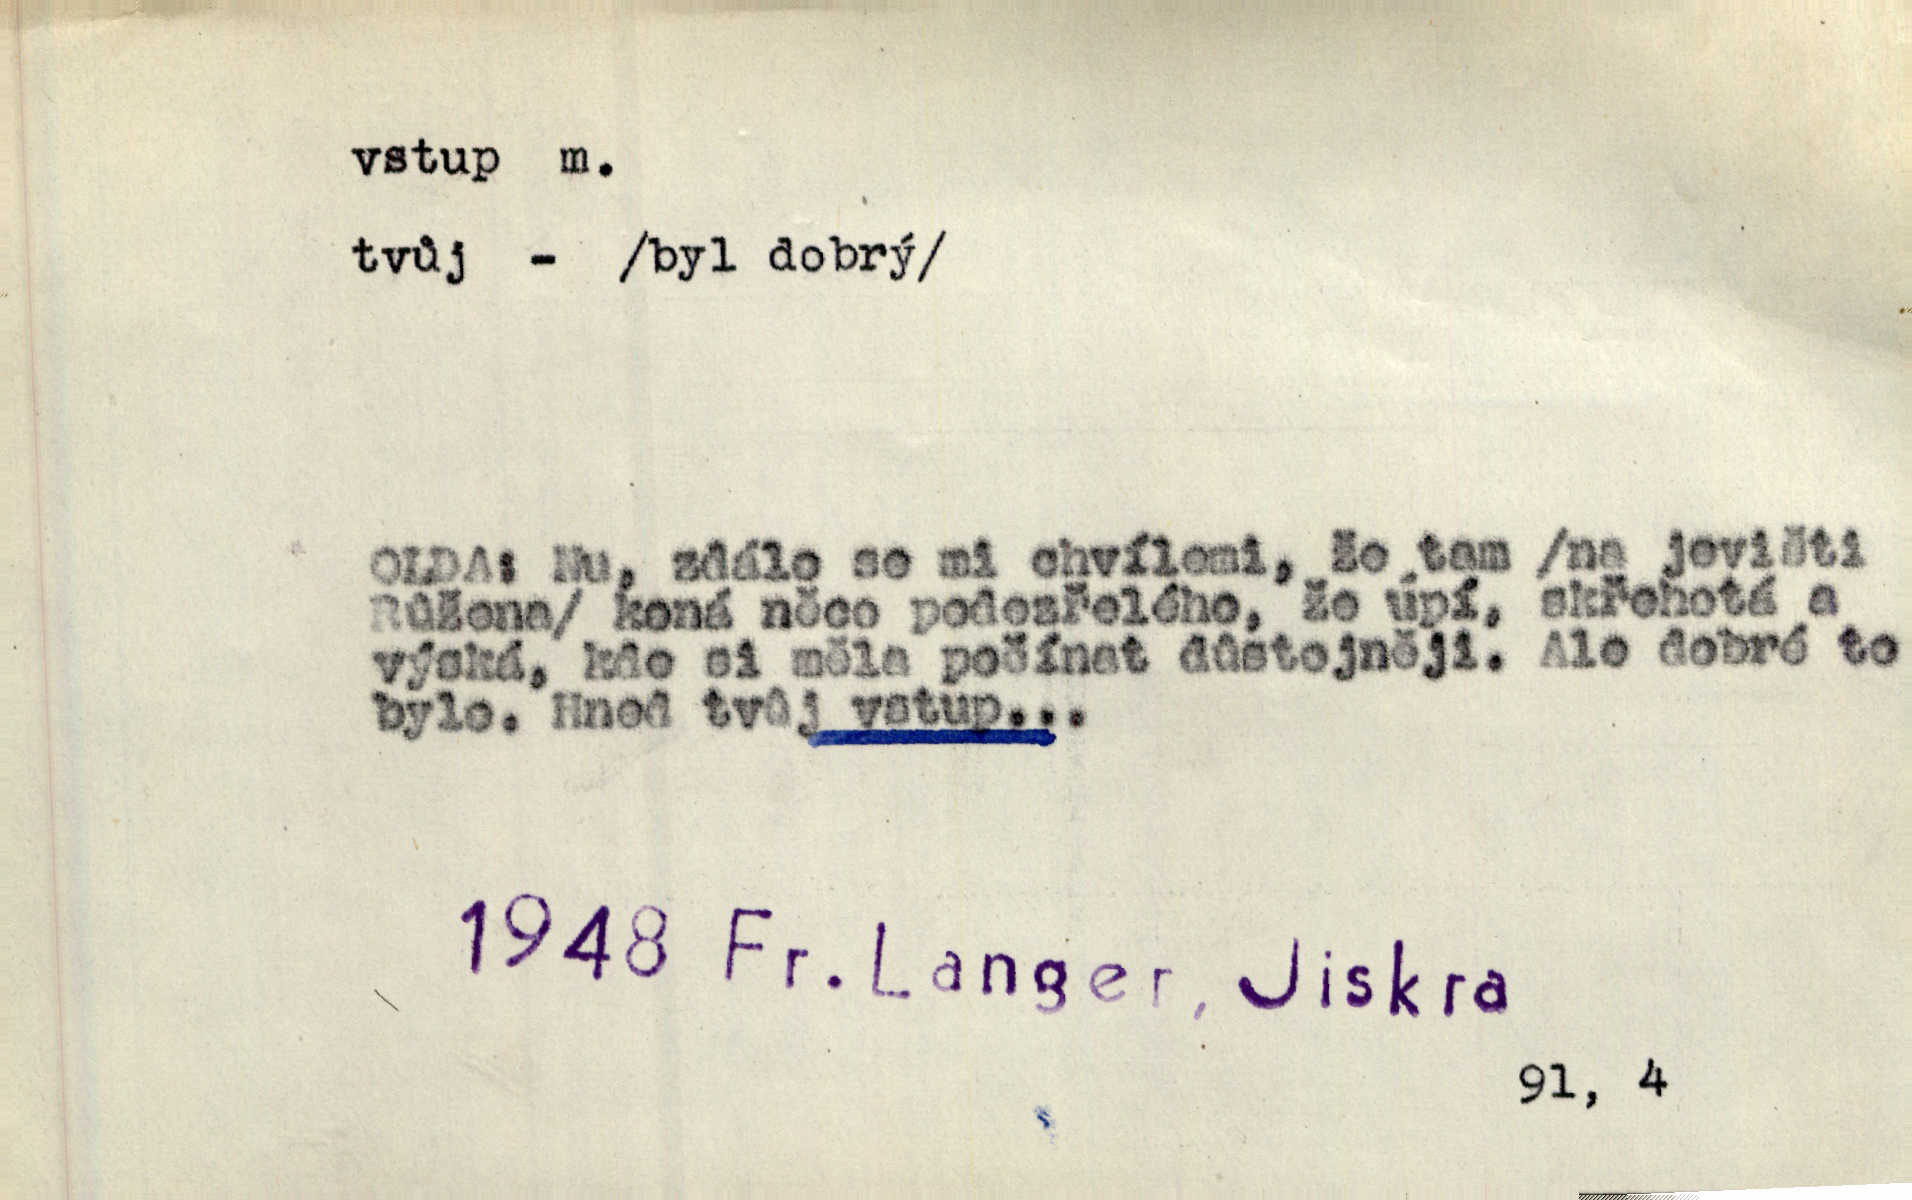 vstup m.
tvůj - /byl dobrý/
OLDA: Nu, zdálo se mi chvílemi, že tam /na jevišti
Růžena/ koná něco podezřelého, že úpí, skřehotá a
výská, kde si měla počínat důstojněji. Ale dobré to
bylo. Hned tvůj vstup...
1948 Fr. Langer, Jiskra
91, 4